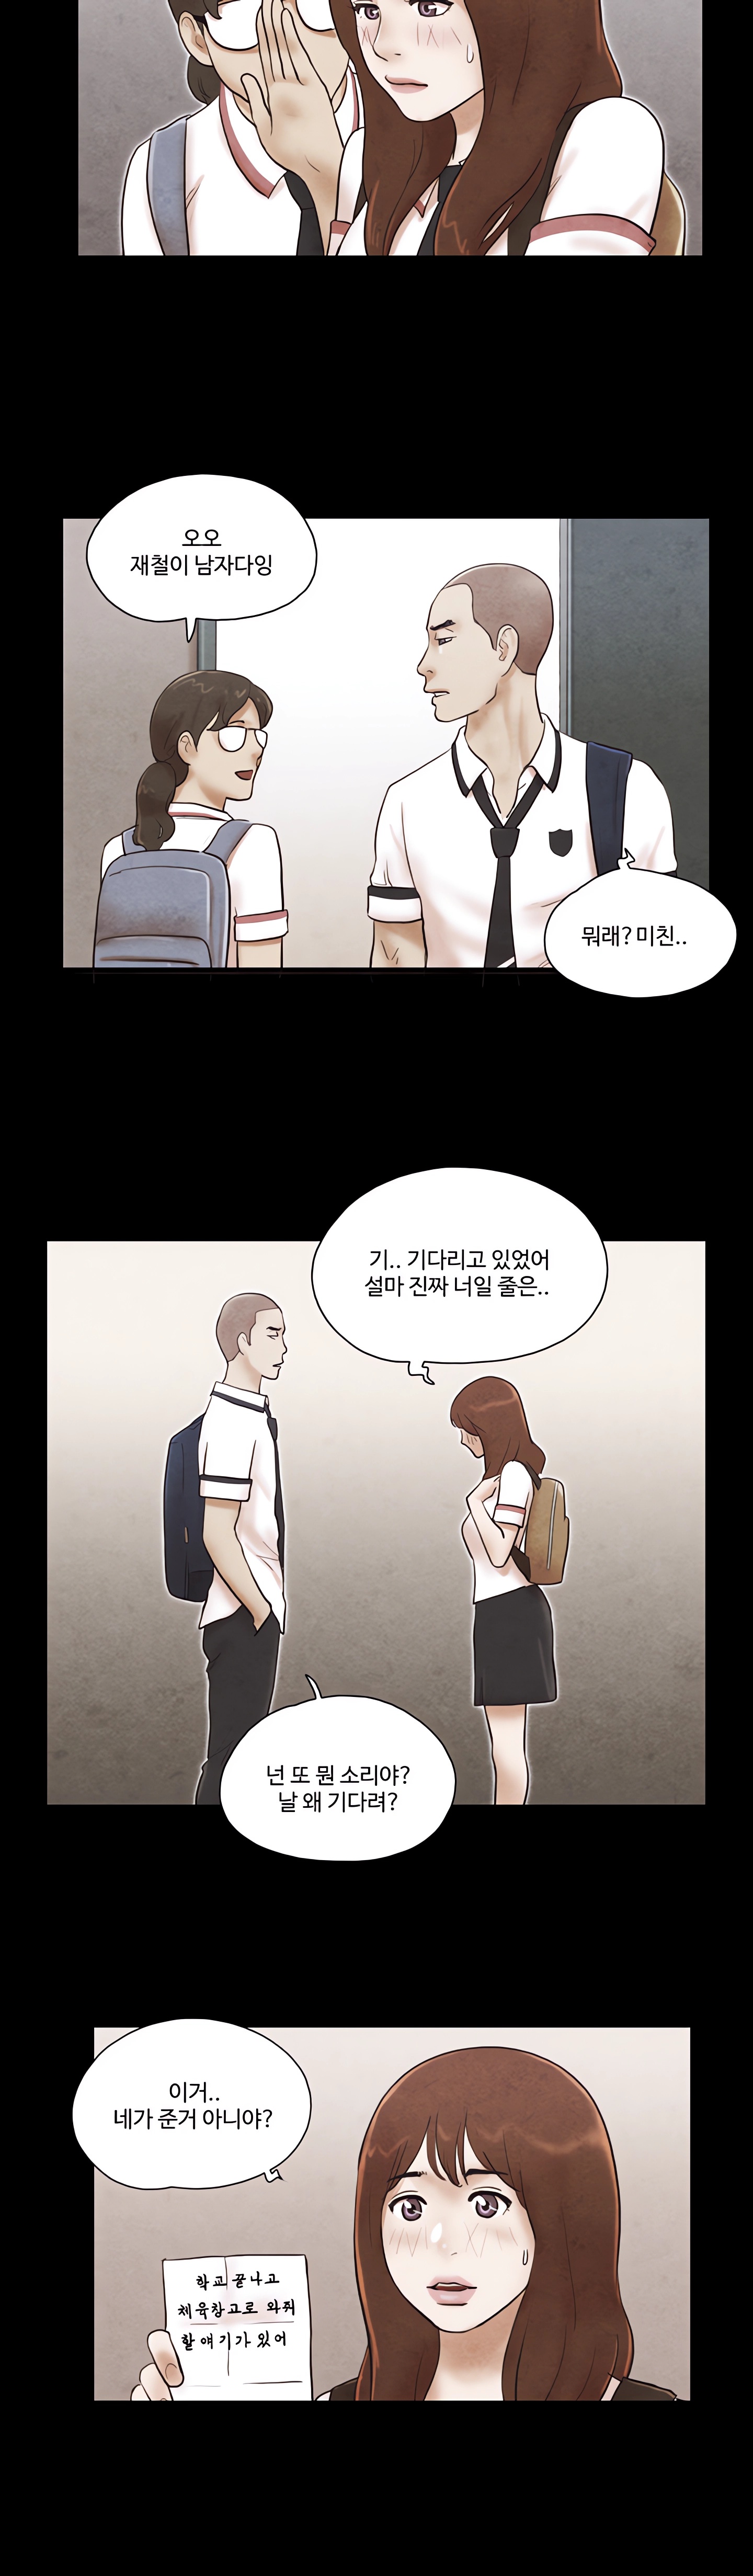 오오
재철이 남자다잉
뭐래? 미친..
기.. 기다리고 있었어
설마 진짜 너일 줄은..
넌 또 뭔 소리야?
날 왜 기다려?
이거..
네가 준거 아니야?
학교 끝나고
체육창고로 와줘
할 얘기가 있어